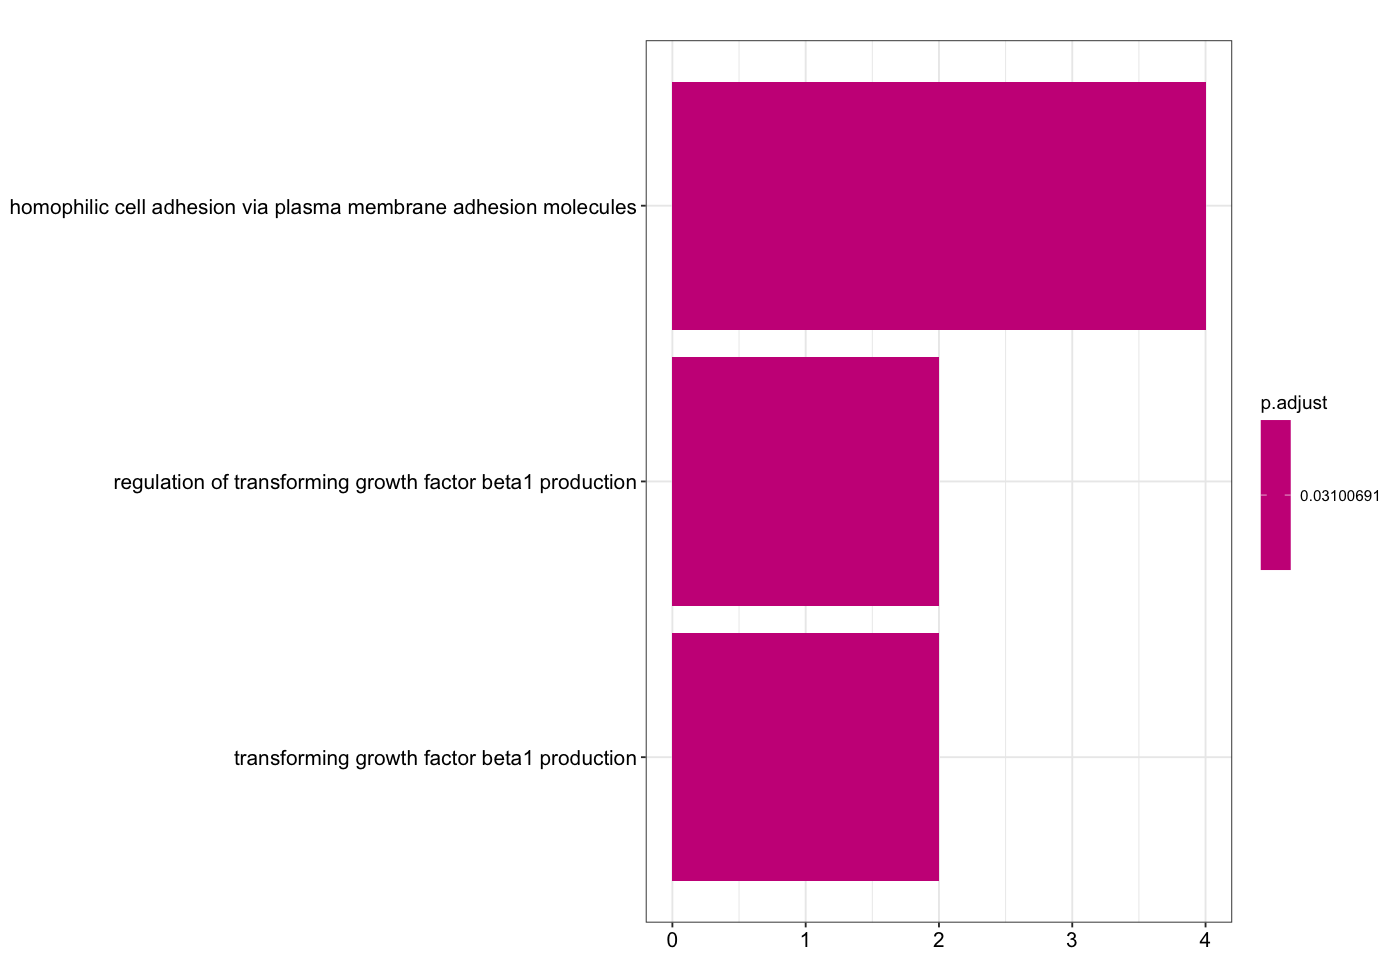 homophilic cell adhesion via plasma membrane adhesion molecules
regulation of transforming growth factor beta1 production
transforming growth factor beta1 production
0 1 2 3 4
p.adjust
0.03100691